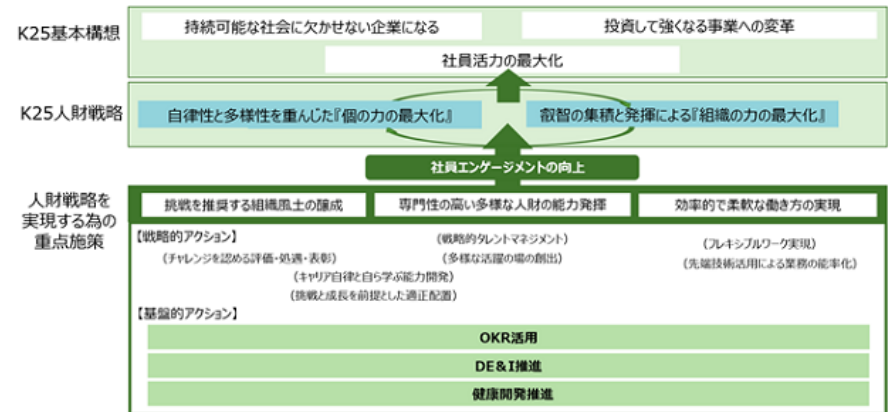 K25基本構想
持続可能な社会に欠かせない企業になる
投資して強くなる事業への変革
社員活力の最大化
K25人財戦略
自律性と多様性を重んじた『個の力の最大化』
叡智の集積と発揮による『組織の力の最大化』
社員エンゲージメントの向上
人財戦略を
実現する為の
重点施策
挑戦を推奨する組織風土の醸成
専門性の高い多様な人財の能力発揮
効率的で柔軟な働き方の実現
【戦略的アクション】
(チャレンジを認める評価・処遇・表彰)
(戦略的タレントマネジメント)
(多様な活躍の場の創出)
(フレキシブルワーク実現)
(先端技術活用による業務の能率化)
(キャリア自律と自ら学ぶ能力開発)
(挑戦と成長を前提とした適正配置)
【基盤的アクション】
OKR活用
DE&I推進
健康開発推進